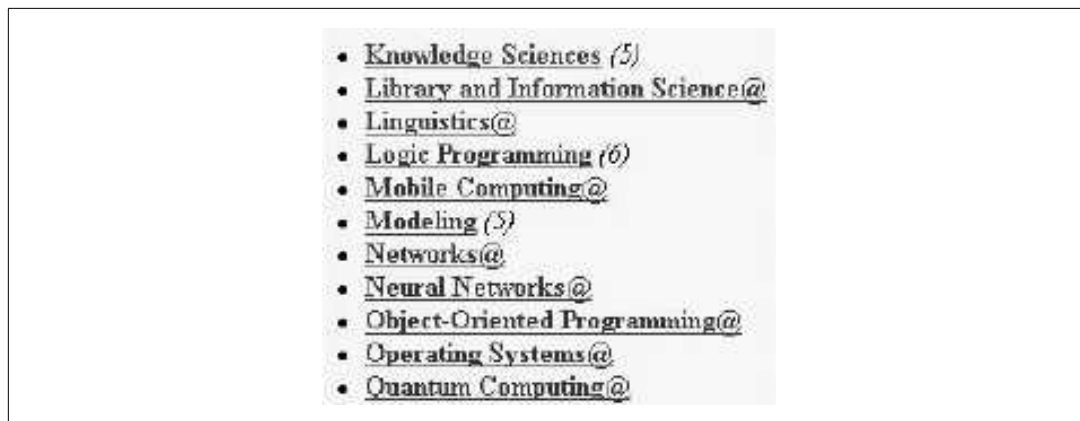 • Knowledge Sciences (5)
• Library and Information Science@
• Linguistics@
• Logic Programming (6)
• Mobile Computing@
• Modeling (5)
• Networks@
• Neural Networks@
• Object-Oriented Programming@
• Operating Systems@
• Quantum Computing@